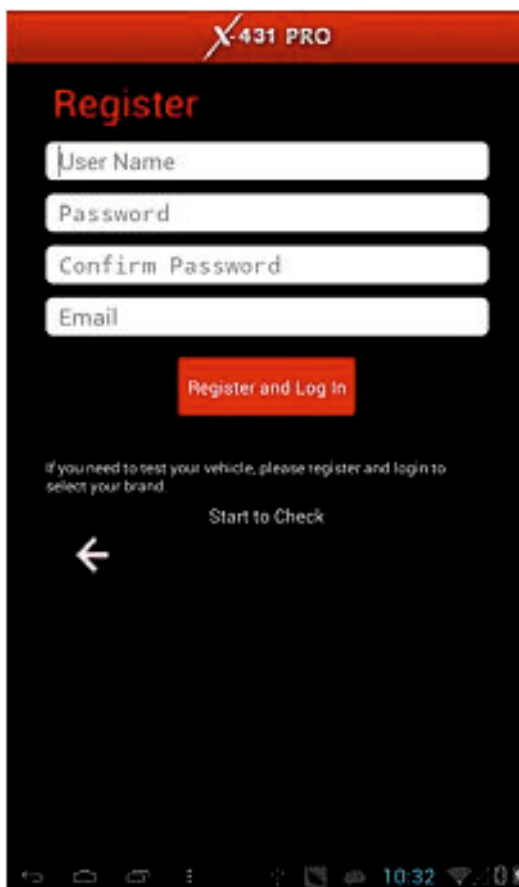 X-431 PRO
Register
User Name
Password
Confirm Password
Email
Register and Log In
If you need to test your vehicle, please register and login to
select your brand.
Start to Check
10:32